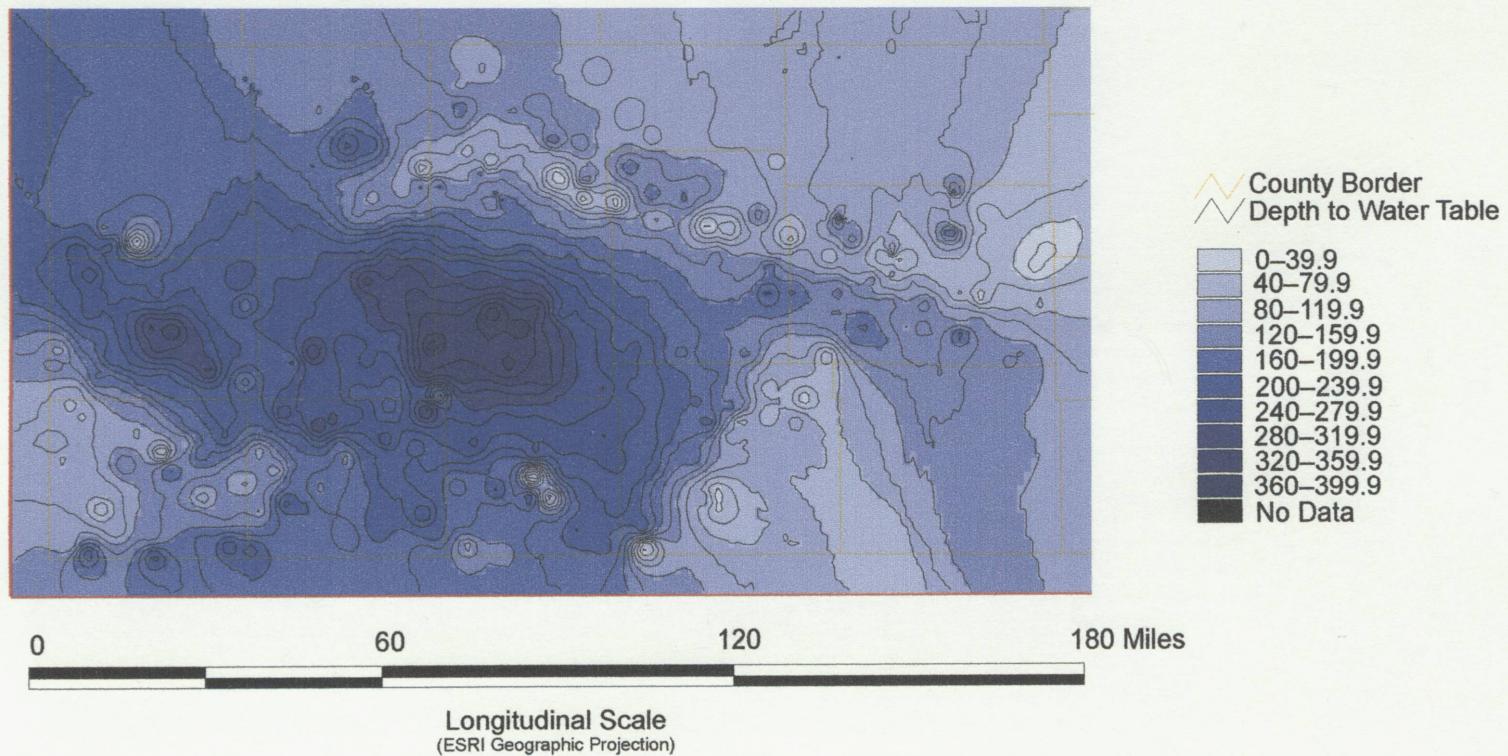 County Border
Depth to Water Table
0–39.9
40–79.9
80–119.9
120–159.9
160–199.9
200–239.9
240–279.9
280–319.9
320–359.9
360–399.9
No Data
0 60 120 180 Miles
Longitudinal Scale
(ESRI Geographic Projection)